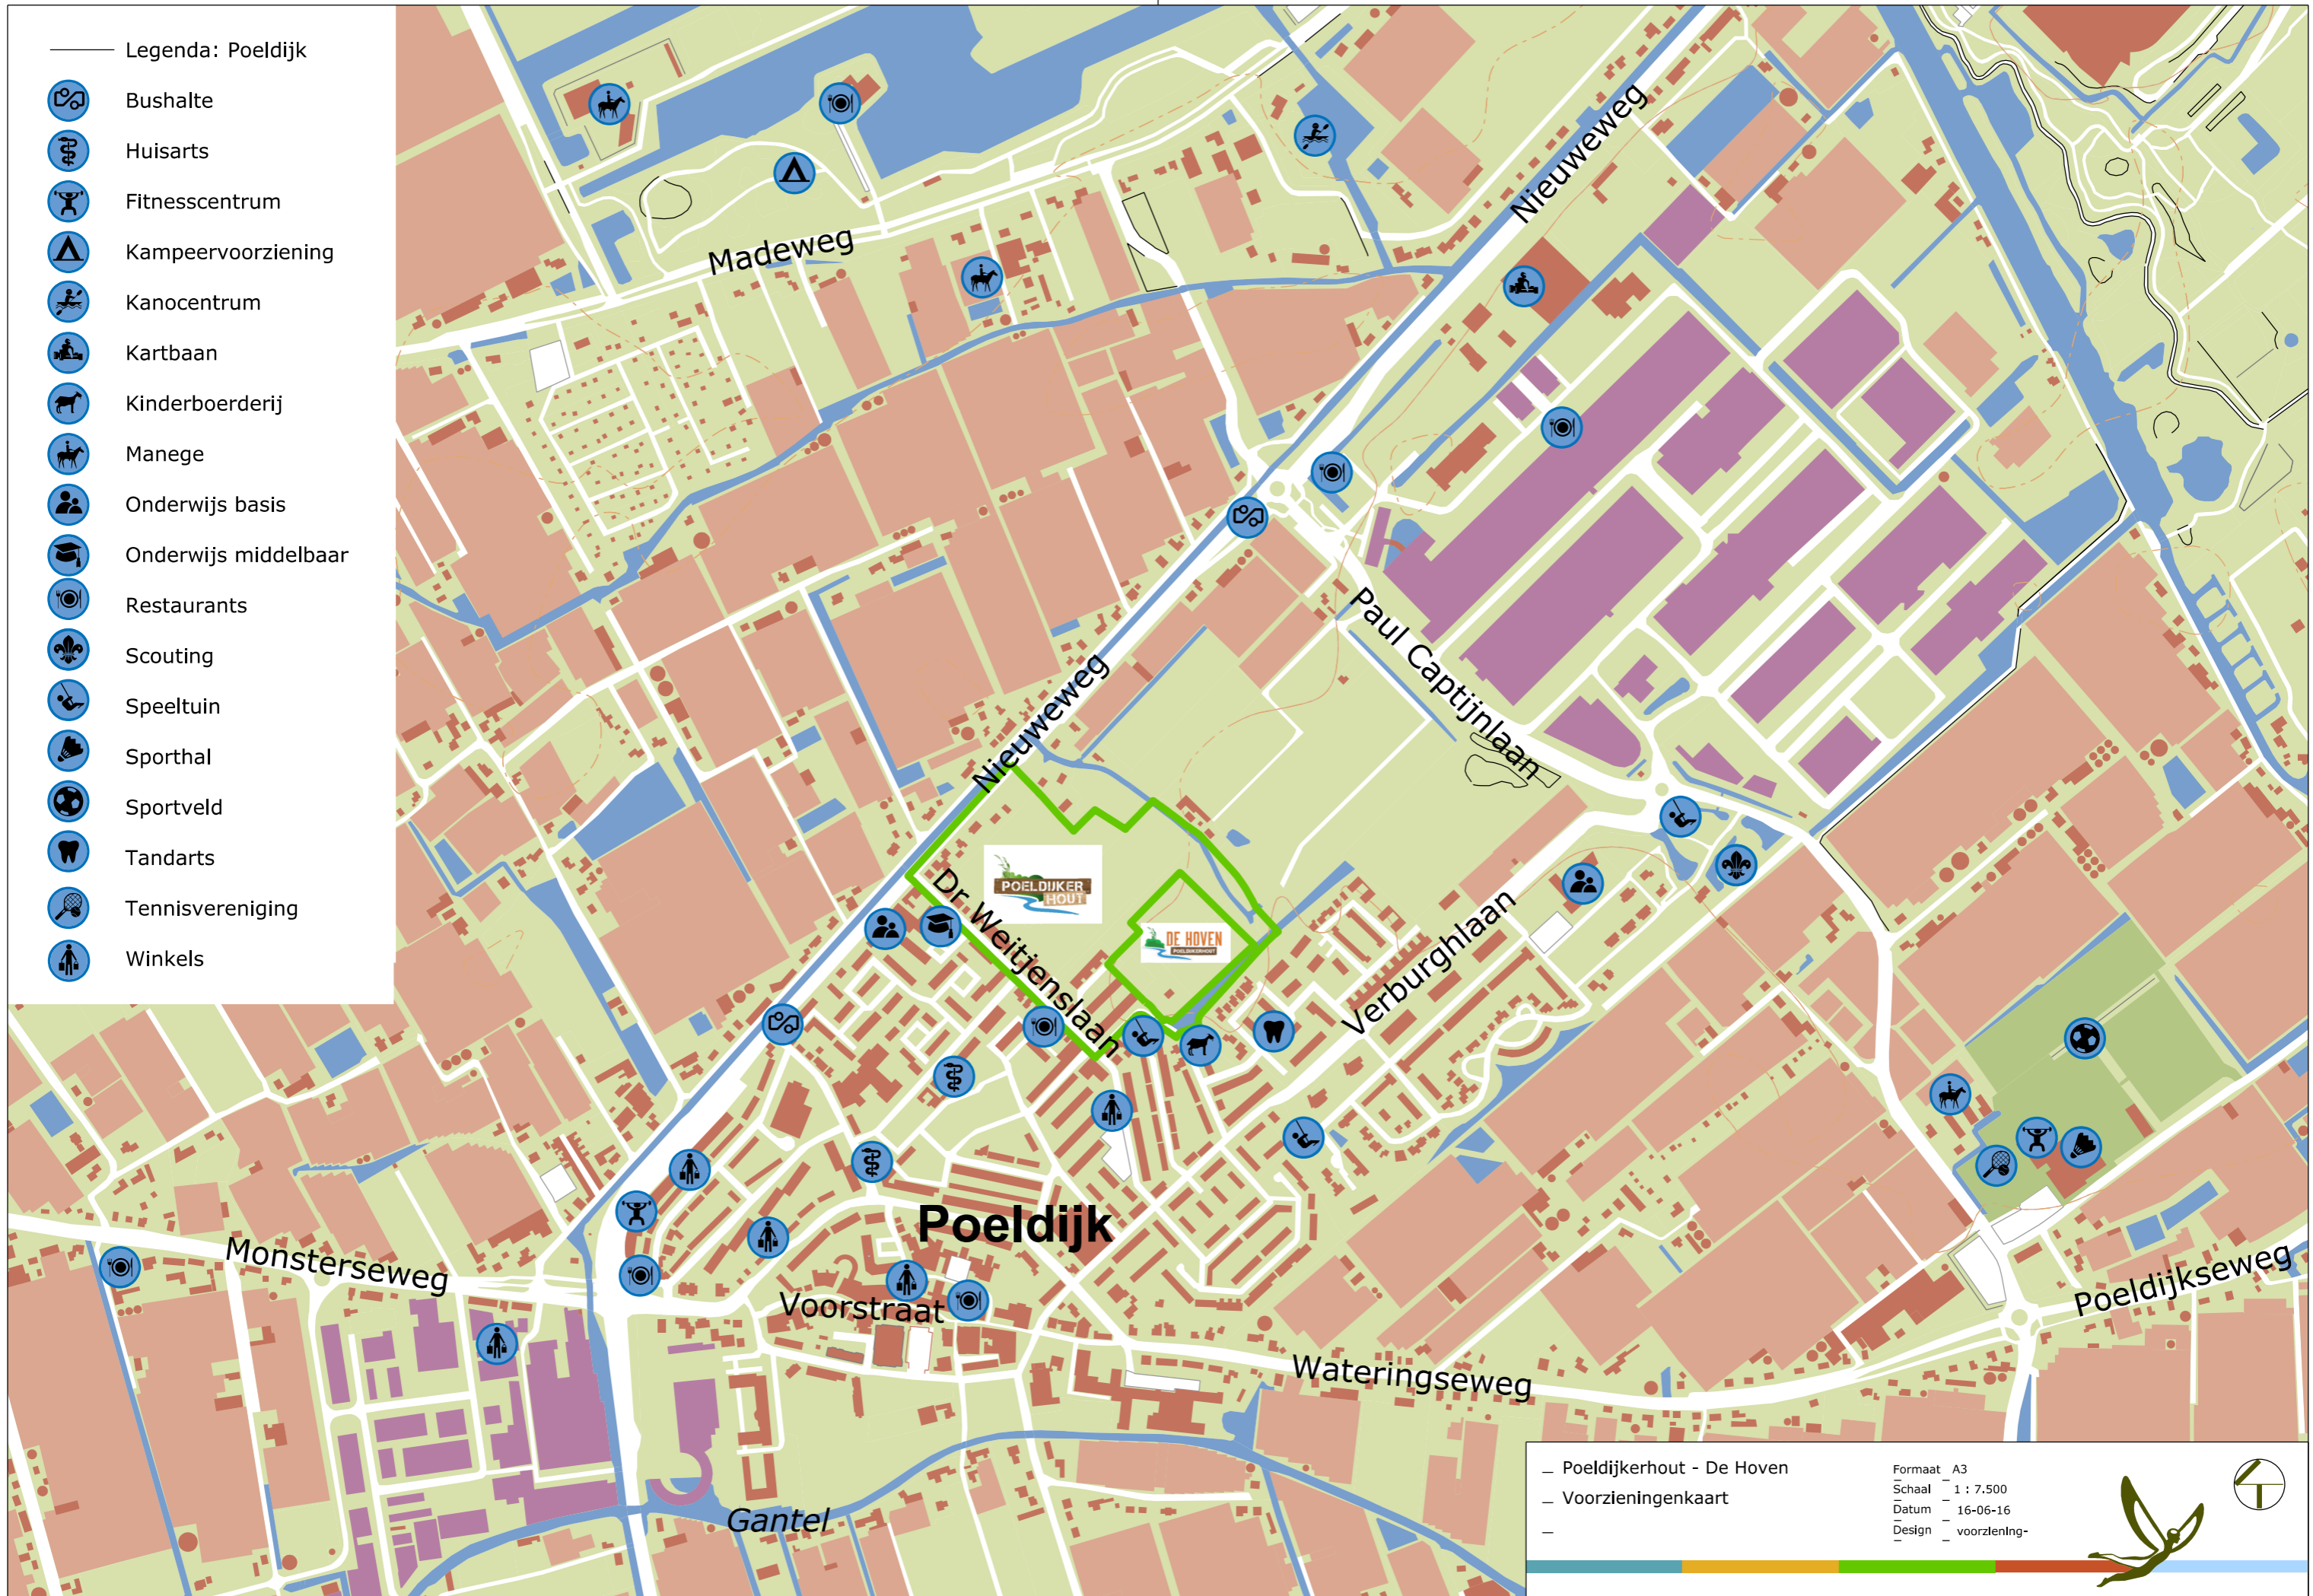 Legenda: Poeldijk
Bushalte
Huisarts
Fitnesscentrum
Kampeervoorziening
Kanocentrum
Kartbaan
Kinderboerderij
Manege
Onderwijs basis
Onderwijs middelbaar
Restaurants
Scouting
Speeltuin
Sporthal
Sportveld
Tandarts
Tennisvereniging
Winkels
Madeweg
Nieuweweg
Paul Captijnlaan
Nieuweweg
POELDIJKER
HOUT
Dr Weitjenslaan
DE HOVEN
POELDIJKERHOUT
Verburghlaan
Poeldijk
Monsterseweg
Voorstraat
Poeldijkseweg
Wateringseweg
Gantel
Poeldijkerhout - De Hoven
Voorzieningenkaart
Formaat A3
Schaal 1 : 7.500
Datum 16-06-16
Design voorziening-